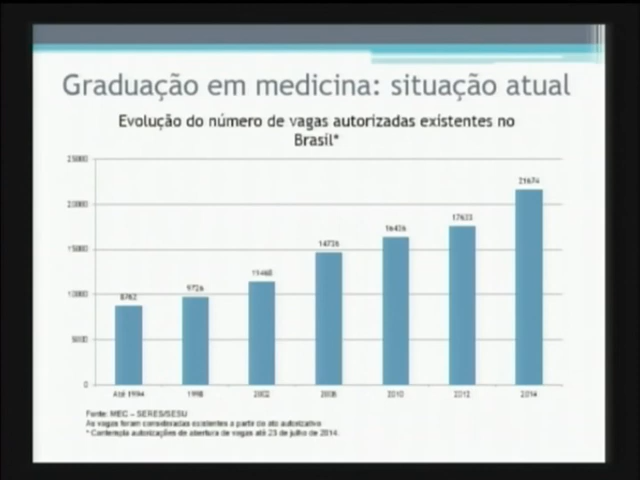 Graduação em medicina: situação atual
Evolução do número de vagas autorizadas existentes no
Brasil*
25000
20000
15000
10000
5000
0
8762
9726
11468
14726
17633
21674
Até 1994
1998
2002
2010
2012
2014
Fonte: MEC – SERES/SESU
As vagas foram consideradas existentes a partir do ato autorizativo
* Contempla autorizações de abertura de vagas até 23 de julho de 2014.